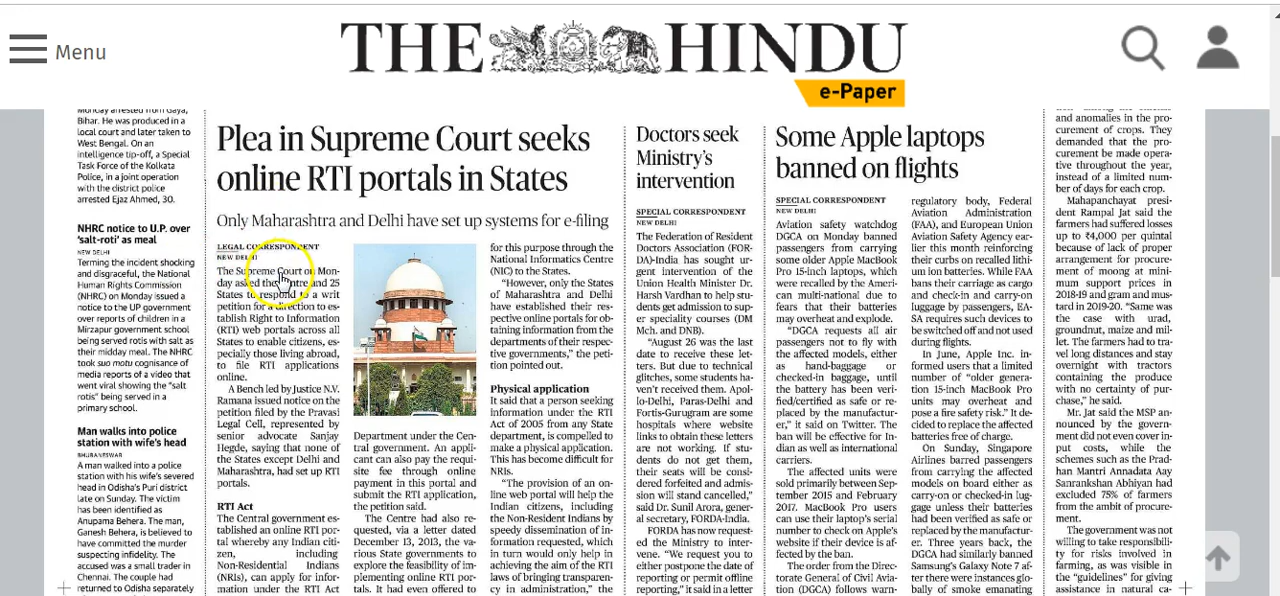 Menu
THE HINDU
e-Paper
Monday arrested from Gaya,
Bihar. He was produced in a
local court and later taken to
West Bengal. On an
intelligence tip-off, a Special
Task Force of the Kolkata
Police, in a joint operation
with the district police
arrested Ejaz Ahmed, 30.
NHRC notice to U.P. over
'salt-roti' as meal
NEW DELHI
Terming the incident shocking
and disgraceful, the National
Human Rights Commission
(NHRC) on Monday issued a
notice to the UP government
over reports of children in a
Mirzapur government school
being served rotis with salt as
their midday meal. The NHRC
took suo motu cognisance of
media reports of a video that
went viral showing the "salt
rotis" being served in a
primary school.
Man walks into police
station with wife's head
BHUBANESWAR
A man walked into a police
station with his wife's severed
head in Odisha's Puri district
late on Sunday. The victim
has been identified as
Anupama Behera. The man,
Ganesh Behera, is believed to
have committed the murder
suspecting infidelity. The
accused was a small trader in
Chennai. The couple had
returned to Odisha separately
Plea in Supreme Court seeks
online RTI portals in States
Only Maharashtra and Delhi have set up systems for e-filing
LEGAL CORRESPONDENT
NEW DELHI
The Supreme Court on Mon-
day asked the Centre and 25
States to respond to a writ
petition for a direction to es-
tablish Right to Information
(RTI) web portals across all
States to enable citizens, es-
pecially those living abroad,
to file RTI applications
online.
A Bench led by Justice N.V.
Ramana issued notice on the
petition filed by the Pravasi
Legal Cell, represented by
senior advocate Sanjay
Hegde, saying that none of
the States except Delhi and
Maharashtra, had set up RTI
portals.
RTI Act
The Central government es-
tablished an online RTI por-
tal whereby any Indian citi-
zen, including
Non-Residential Indians
(NRIs), can apply for infor-
mation under the RTI Act
Department under the Cen-
tral government. An appli-
cant can also pay the requi-
site fee through online
payment in this portal and
submit the RTI application,
the petition said.
The Centre had also re-
quested, via a letter dated
December 13, 2013, the va-
rious State governments to
explore the feasibility of im-
plementing online RTI por-
tals. It had even offered to
for this purpose through the
National Informatics Centre
(NIC) to the States.
"However, only the States
of Maharashtra and Delhi
have established their res-
pective online portals for ob-
taining information from the
departments of their respec-
tive governments," the peti-
tion pointed out.
Physical application
It said that a person seeking
information under the RTI
Act of 2005 from any State
department, is compelled to
make a physical application.
This has become difficult for
NRIs.
"The provision of an on-
line web portal will help the
Indian citizens, including
the Non-Resident Indians by
speedy dissemination of in-
formation requested, which
in turn would only help in
achieving the aim of the RTI
laws of bringing transparen-
cy in administration," the
Doctors seek
Ministry's
intervention
SPECIAL CORRESPONDENT
NEW DELHI
The Federation of Resident
Doctors Association (FOR-
DA)-India has sought ur-
gent intervention of the
Union Health Minister Dr.
Harsh Vardhan to help stu-
dents get admission to sup-
er speciality courses (DM
Mch. and DNB).
"August 26 was the last
date to receive these let-
ters. But due to technical
glitches, some students ha-
ven't received them. Apol-
lo-Delhi, Paras-Delhi and
Fortis-Gurugram are some
hospitals where website
links to obtain these letters
are not working. If stu-
dents do not get them,
their seats will be consi-
dered forfeited and admis-
sion will stand cancelled,"
said Dr. Sunil Arora, gener-
al secretary, FORDA-India.
FORDA has now request-
ed the Ministry to inter-
vene. "We request you to
either postpone the date of
reporting or permit offline
reporting," it said in a letter
Some Apple laptops
banned on flights
SPECIAL CORRESPONDENT
NEW DELHI
Aviation safety watchdog
DGCA on Monday banned
passengers from carrying
some older Apple MacBook
Pro 15-inch laptops, which
were recalled by the Ameri-
can multi-national due to
fears that their batteries
may overheat and explode.
"DGCA requests all air
passengers not to fly with
the affected models, either
as hand-baggage or
checked-in baggage, until
the battery has been veri-
fied/certified as safe or re-
placed by the manufactur-
er," it said on Twitter. The
ban will be effective for In-
dian as well as international
carriers.
The affected units were
sold primarily between Sep-
tember 2015 and February
2017. MacBook Pro users
can use their laptop's serial
number to check on Apple's
website if their device is af-
fected by the ban.
The order from the Direc-
torate General of Civil Avia-
tion (DGCA) follows warn-
regulatory body, Federal
Aviation Administration
(FAA), and European Union
Aviation Safety Agency ear-
lier this month reinforcing
their curbs on recalled lithi-
um ion batteries. While FAA
bans their carriage as cargo
and check-in and carry-on
luggage by passengers, EA-
SA requires such devices to
be switched off and not used
during flights.
In June, Apple Inc. in-
formed users that a limited
number of "older genera-
tion 15-inch MacBook Pro
units may overheat and
pose a fire safety risk." It de-
cided to replace the affected
batteries free of charge.
On Sunday, Singapore
Airlines barred passengers
from carrying the affected
models on board either as
carry-on or checked-in lug-
gage unless their batteries
had been verified as safe or
replaced by the manufactur-
er. Three years back, the
DGCA had similarly banned
Samsung's Galaxy Note 7 af-
ter there were instances glo-
bally of smoke emanating
and anomalies in the pro-
curement of crops. They
demanded that the pro-
curement be made opera-
tive throughout the year,
instead of a limited num-
ber of days for each crop.
Mahapanchayat presi-
dent Rampal Jat said the
farmers had suffered losses
up to ₹4,000 per quintal
because of lack of proper
arrangement for procure-
ment of moong at mini-
mum support prices in
2018-19 and gram and mus-
tard in 2019-20. "Same was
the case with urad,
groundnut, maize and mil-
let. The farmers had to tra-
vel long distances and stay
overnight with tractors
containing the produce
with no certainty of pur-
chase," he said.
Mr. Jat said the MSP an-
nounced by the govern-
ment did not even cover in-
put costs, while the
schemes such as the Prad-
han Mantri Annadata Aay
Sanrankshan Abhiyan had
excluded 75% of farmers
from the ambit of procure-
ment.
The government was not
willing to take responsibili-
ty for risks involved in
farming, as was visible in
the "guidelines" for giving
assistance in natural ca-